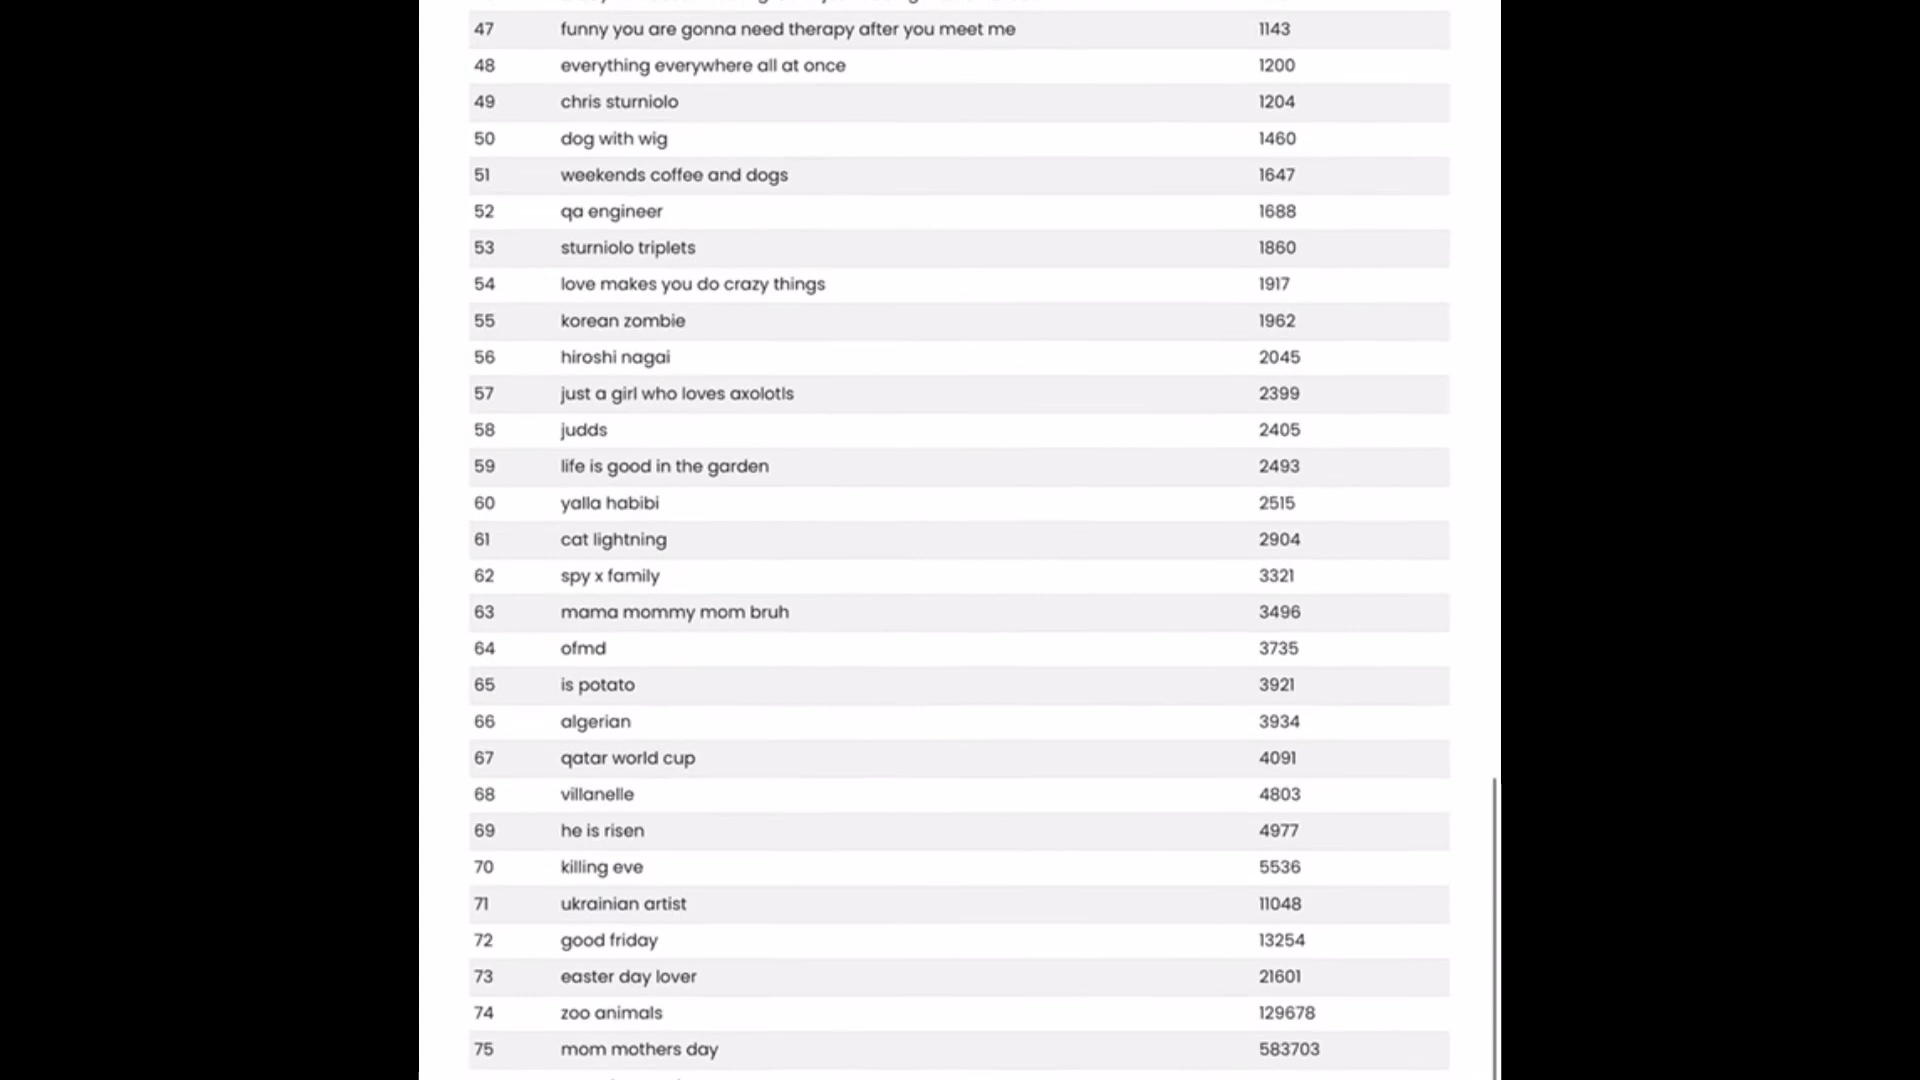 47 funny you are gonna need therapy after you meet me 1143
48 everything everywhere all at once 1200
49 chris sturniolo 1204
50 dog with wig 1460
51 weekends coffee and dogs 1647
52 qa engineer 1688
53 sturniolo triplets 1860
54 love makes you do crazy things 1917
55 korean zombie 1962
56 hiroshi nagai 2045
57 just a girl who loves axolotls 2399
58 judds 2405
59 life is good in the garden 2493
60 yalla habibi 2515
61 cat lightning 2904
62 spy x family 3321
63 mama mommy mom bruh 3496
64 ofmd 3735
65 is potato 3921
66 algerian 3934
67 qatar world cup 4091
68 villanelle 4803
69 he is risen 4977
70 killing eve 5536
71 ukrainian artist 11048
72 good friday 13254
73 easter day lover 21601
74 zoo animals 129678
75 mom mothers day 583703